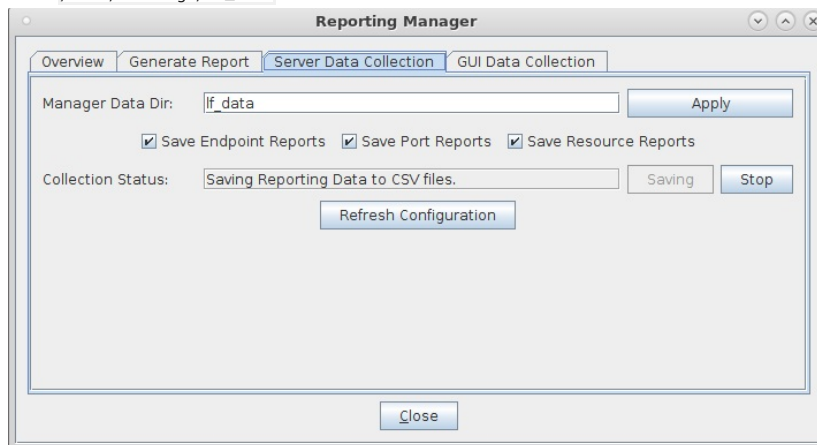 Reporting Manager
Overview Generate Report Server Data Collection GUI Data Collection
Manager Data Dir: lf_data Apply
Save Endpoint Reports Save Port Reports Save Resource Reports
Collection Status: Saving Reporting Data to CSV files. Saving Stop
Refresh Configuration
Close